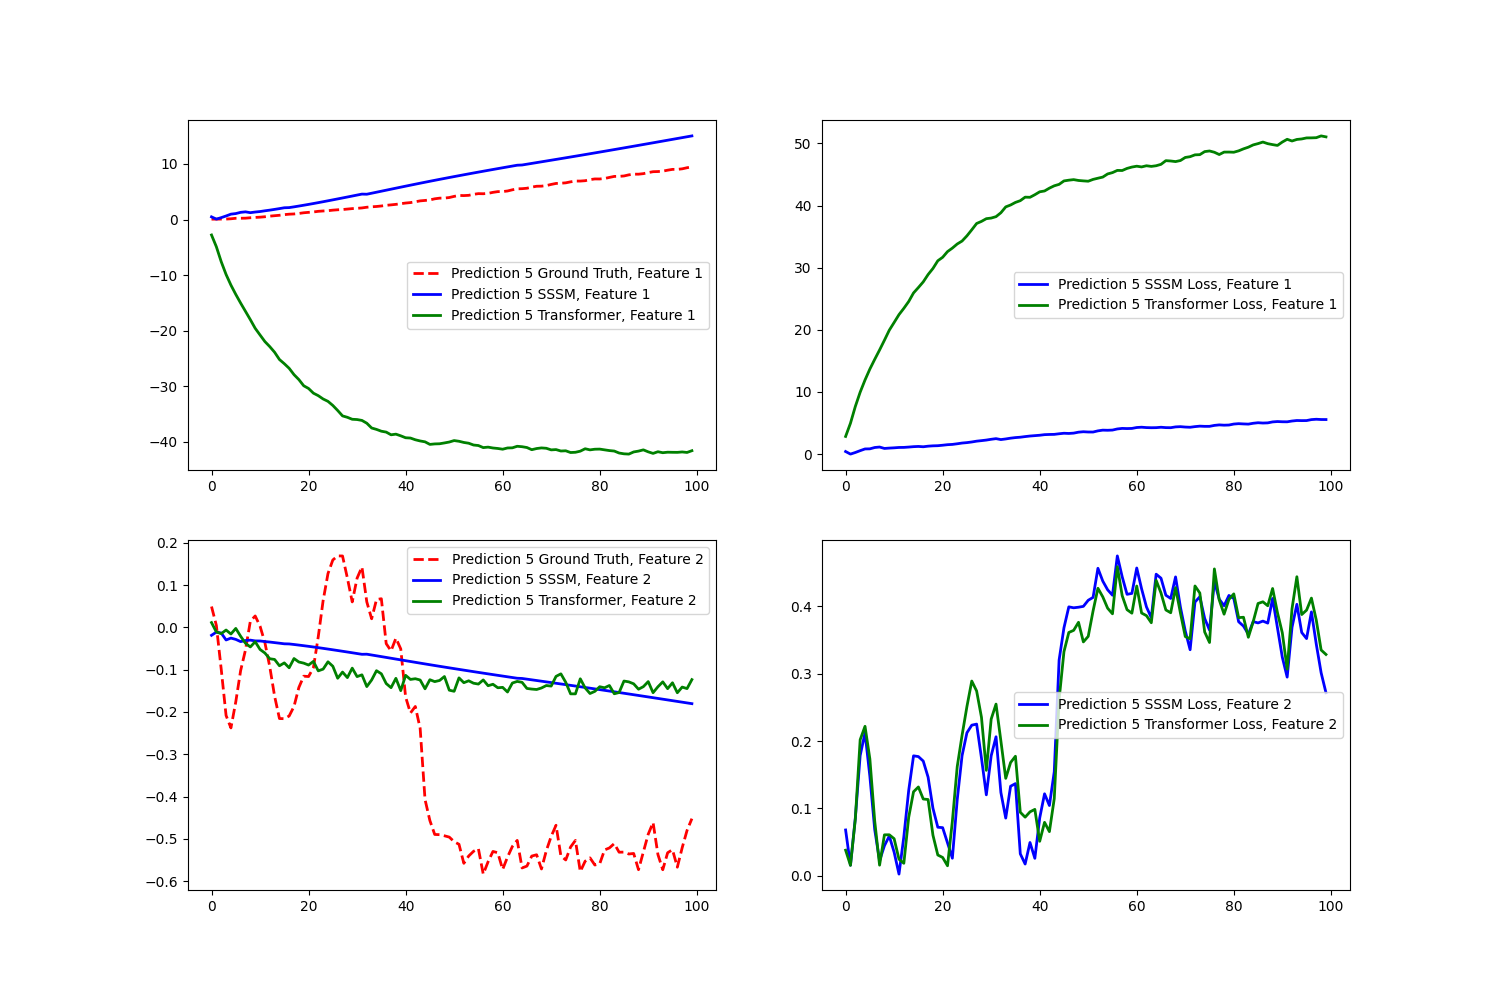 10
0
−10
−20
−30
−40
0 20 40 60 80 100
Prediction 5 Ground Truth, Feature 1
Prediction 5 SSSM, Feature 1
Prediction 5 Transformer, Feature 1
50
40
30
20
10
0
0 20 40 60 80 100
Prediction 5 SSSM Loss, Feature 1
Prediction 5 Transformer Loss, Feature 1
0.2
0.1
0.0
−0.1
−0.2
−0.3
−0.4
−0.5
−0.6
0 20 40 60 80 100
Prediction 5 Ground Truth, Feature 2
Prediction 5 SSSM, Feature 2
Prediction 5 Transformer, Feature 2
0.4
0.3
0.2
0.1
0.0
0 20 40 60 80 100
Prediction 5 SSSM Loss, Feature 2
Prediction 5 Transformer Loss, Feature 2